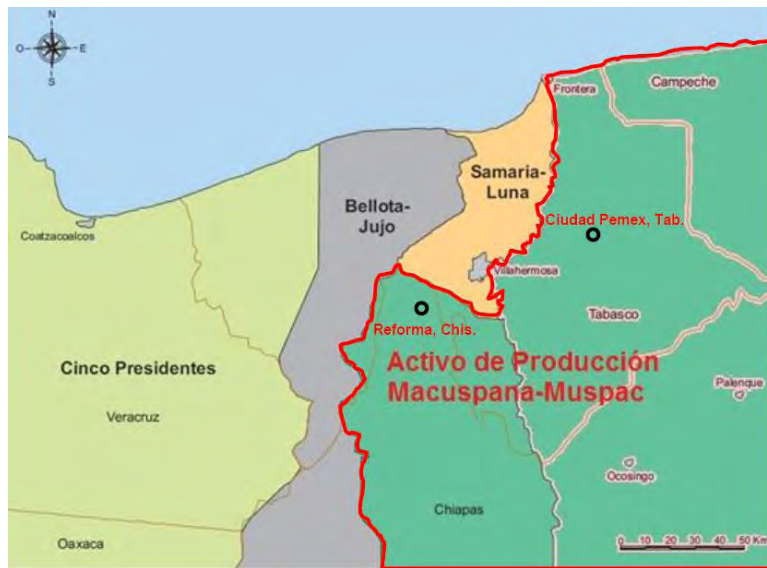 N
O
E
S
Frontera
Campeche
Samaria-
Luna
Bellota-
Jujo
Ciudad Pemex, Tab.
Coatzacoalcos
Villahermosa
Tabasco
Reforma, Chis.
Activo de Producción
Macuspana-Muspac
Cinco Presidentes
Palenque
Veracruz
Ocosingo
Chiapas
Oaxaca
0 10 20 30 40 50 Km